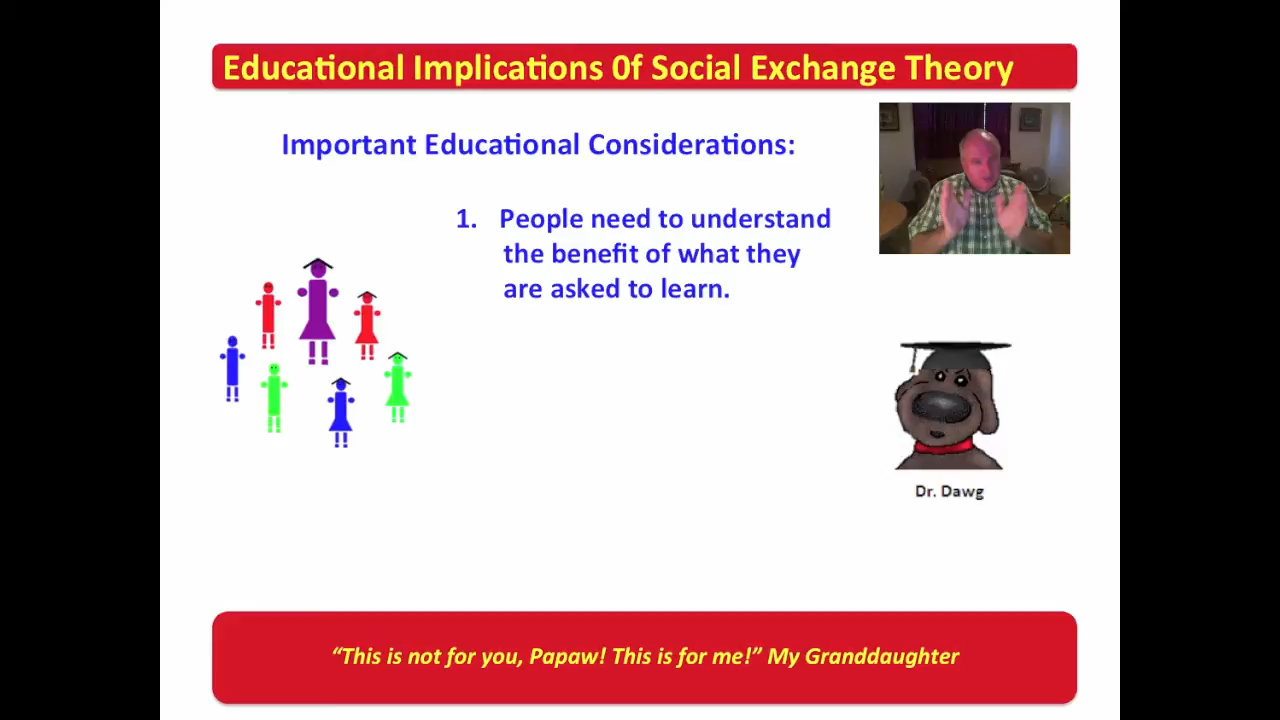 Educational Implications 0f Social Exchange Theory
Important Educational Considerations:
1. People need to understand
the benefit of what they
are asked to learn.
Dr. Dawg
“This is not for you, Papaw! This is for me!” My Granddaughter